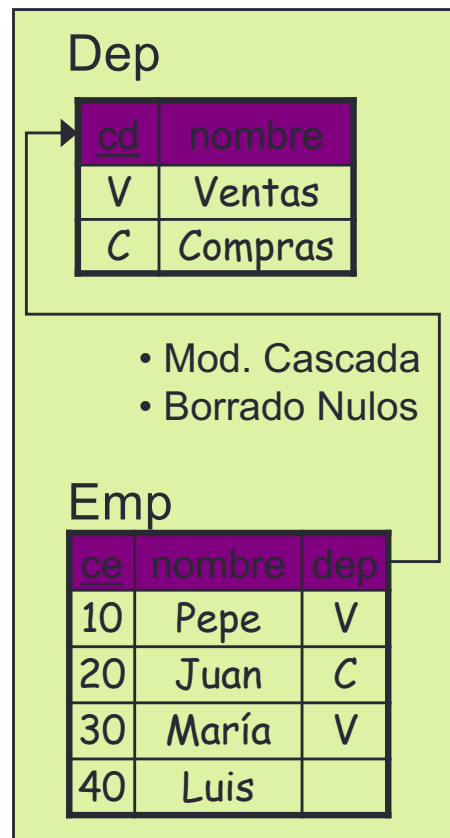 Dep
cd nombre
V Ventas
C Compras
• Mod. Cascada
• Borrado Nulos
Emp
ce nombre dep
10 Pepe V
20 Juan C
30 María V
40 Luis